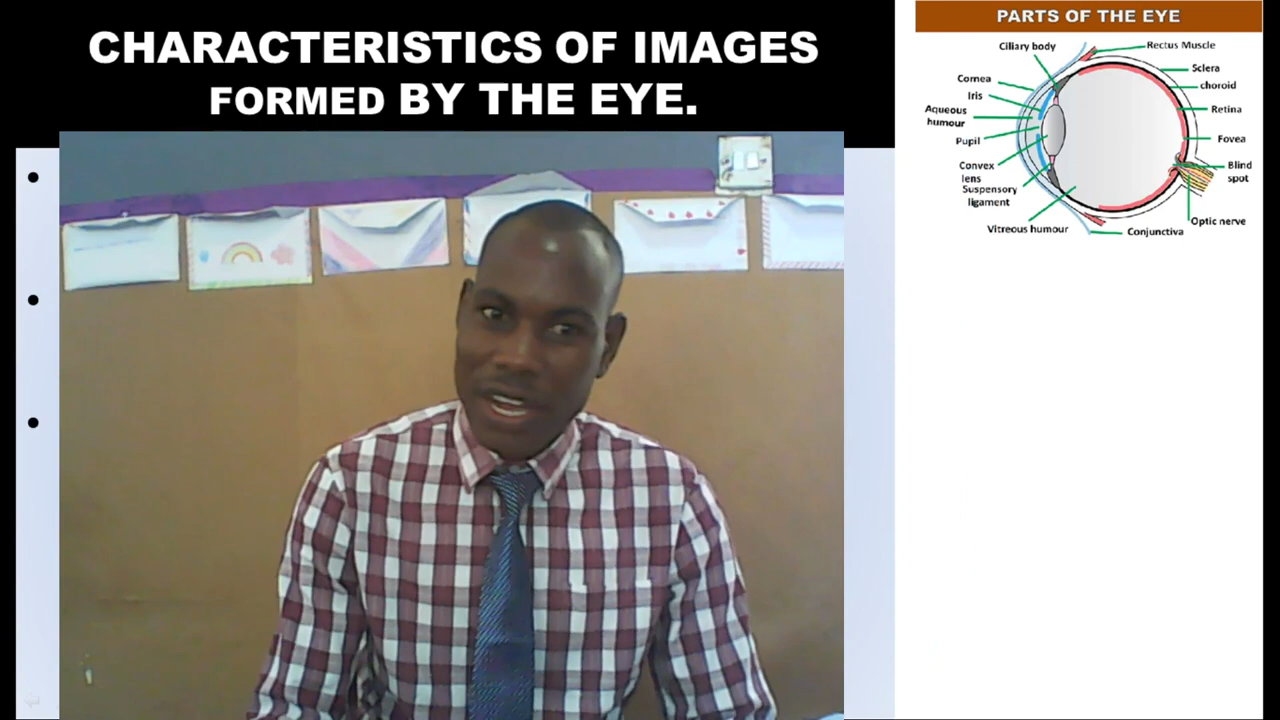 CHARACTERISTICS OF IMAGES
FORMED BY THE EYE.
PARTS OF THE EYE
Ciliary body
Rectus Muscle
Cornea
Sclera
Iris
choroid
Aqueous
humour
Retina
Pupil
Fovea
Convex
lens
Blind
spot
Suspensory
ligament
Optic nerve
Vitreous humour
Conjunctiva